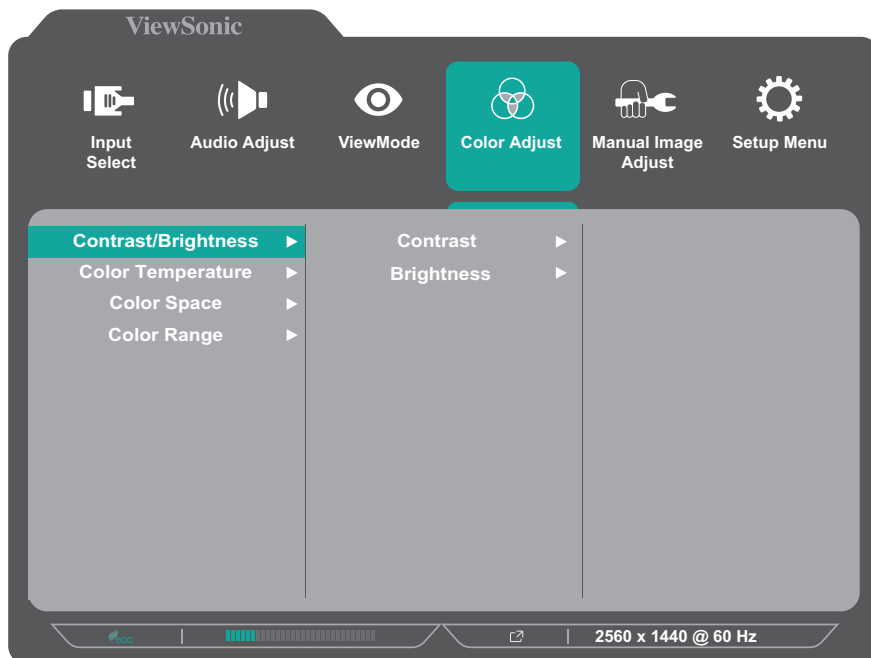 ViewSonic
Input
Select
Audio Adjust
ViewMode
Color Adjust
Manual Image
Adjust
Setup Menu
Contrast/Brightness
Color Temperature
Color Space
Color Range
Contrast
Brightness
eco
2560 x 1440 @ 60 Hz